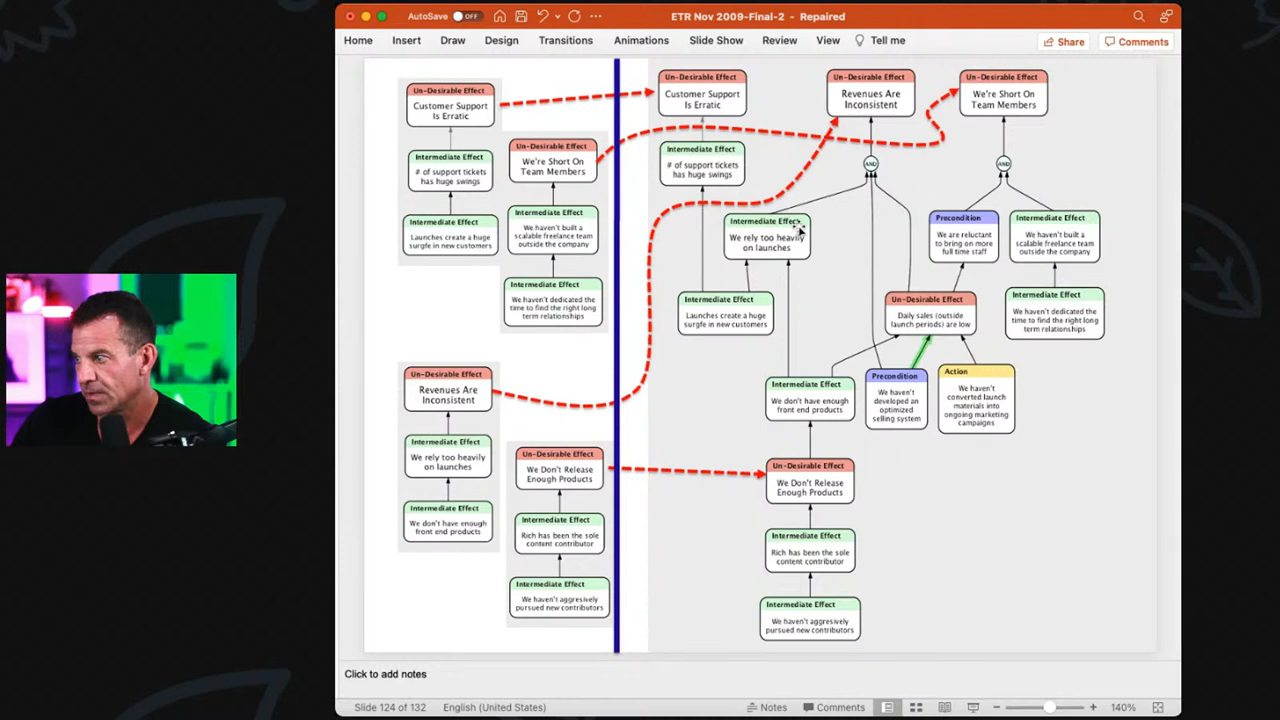 AutoSave OFF
ETR Nov 2009-Final-2 - Repaired
Home Insert Draw Design Transitions Animations Slide Show Review View Tell me
Share Comments
Un-Desirable Effect
Customer Support
Is Erratic
Intermediate Effect
# of support tickets
has huge swings
Intermediate Effect
Launches create a huge
surgfe in new customers
Un-Desirable Effect
We're Short On
Team Members
Intermediate Effect
We haven't built a
scalable freelance team
outside the company
Intermediate Effect
We haven't dedicated the
time to find the right long
term relationships
Un-Desirable Effect
Revenues Are
Inconsistent
Intermediate Effect
We rely too heavily
on launches
Intermediate Effect
We don't have enough
front end products
Un-Desirable Effect
We Don't Release
Enough Products
Intermediate Effect
Rich has been the sole
content contributor
Intermediate Effect
We haven't aggresively
pursued new contributors
Un-Desirable Effect
Customer Support
Is Erratic
Un-Desirable Effect
Revenues Are
Inconsistent
Un-Desirable Effect
We're Short On
Team Members
Intermediate Effect
# of support tickets
has huge swings
AND
AND
Intermediate Effect
We rely too heavily
on launches
Precondition
We are reluctant
to bring on more
full time staff
Intermediate Effect
We haven't built a
scalable freelance team
outside the company
Intermediate Effect
Launches create a huge
surgfe in new customers
Un-Desirable Effect
Daily sales (outside
launch periods) are low
Intermediate Effect
We haven't dedicated the
time to find the right long
term relationships
Intermediate Effect
We don't have enough
front end products
Precondition
We haven't
developed an
optimized
selling system
Action
We haven't
converted launch
materials into
ongoing marketing
campaigns
Un-Desirable Effect
We Don't Release
Enough Products
Intermediate Effect
Rich has been the sole
content contributor
Intermediate Effect
We haven't aggresively
pursued new contributors
Click to add notes
Slide 124 of 132 English (United States) Notes Comments 140%